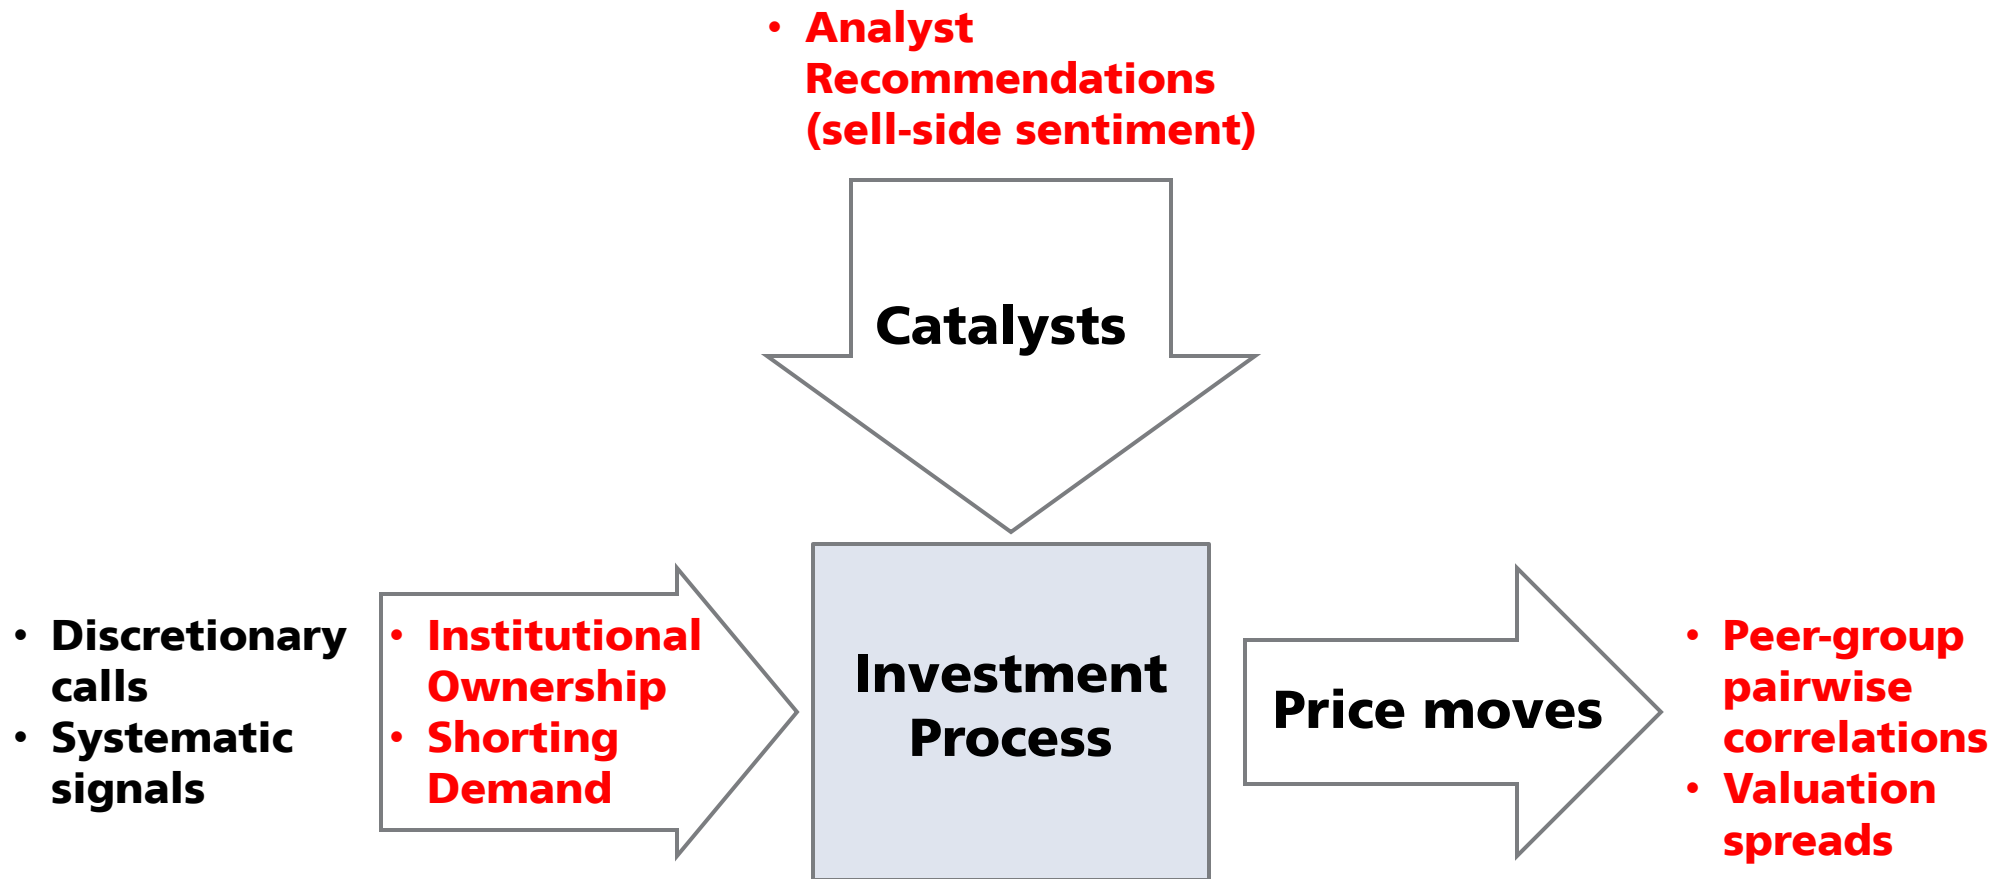 • Analyst
Recommendations
(sell-side sentiment)
Catalysts
• Discretionary
calls
• Systematic
signals
• Institutional
Ownership
• Shorting
Demand
Investment
Process
Price moves
• Peer-group
pairwise
correlations
• Valuation
spreads